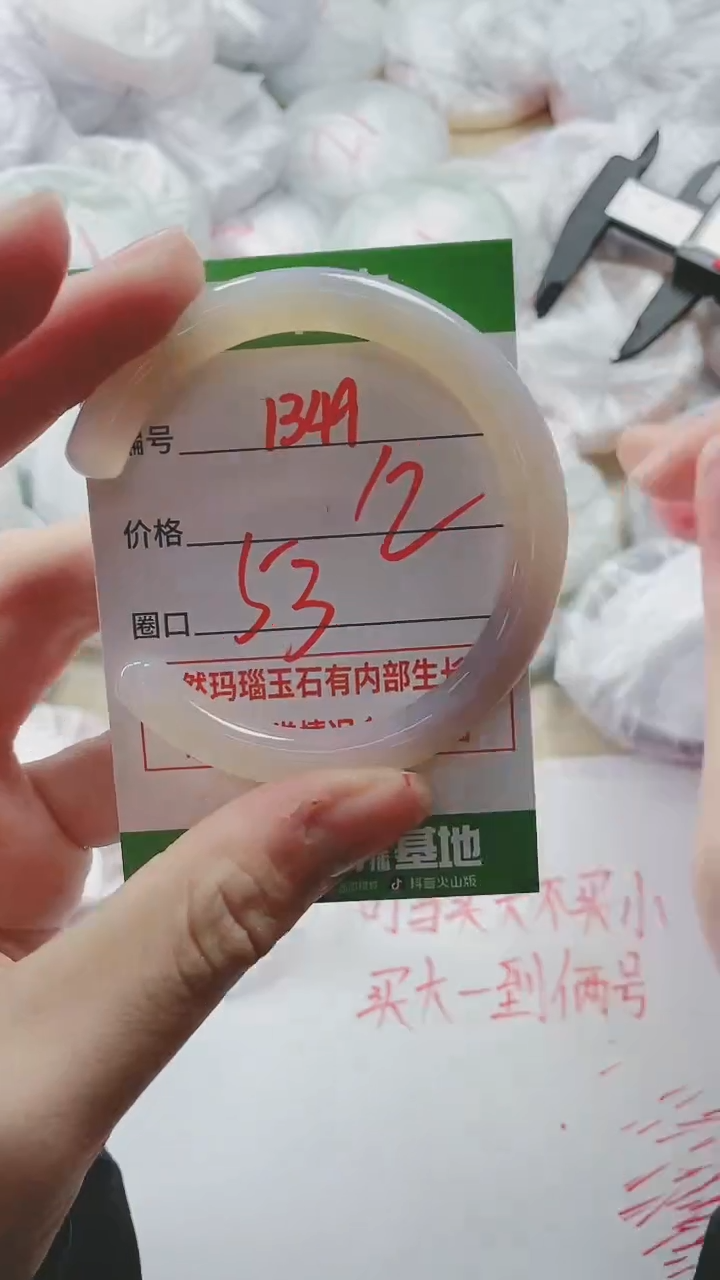 编号 1349
12
价格
圈口 53
然玛瑙玉石有内部生长
基地
抖音火山版
叮当买大不买小
买大一到俩号